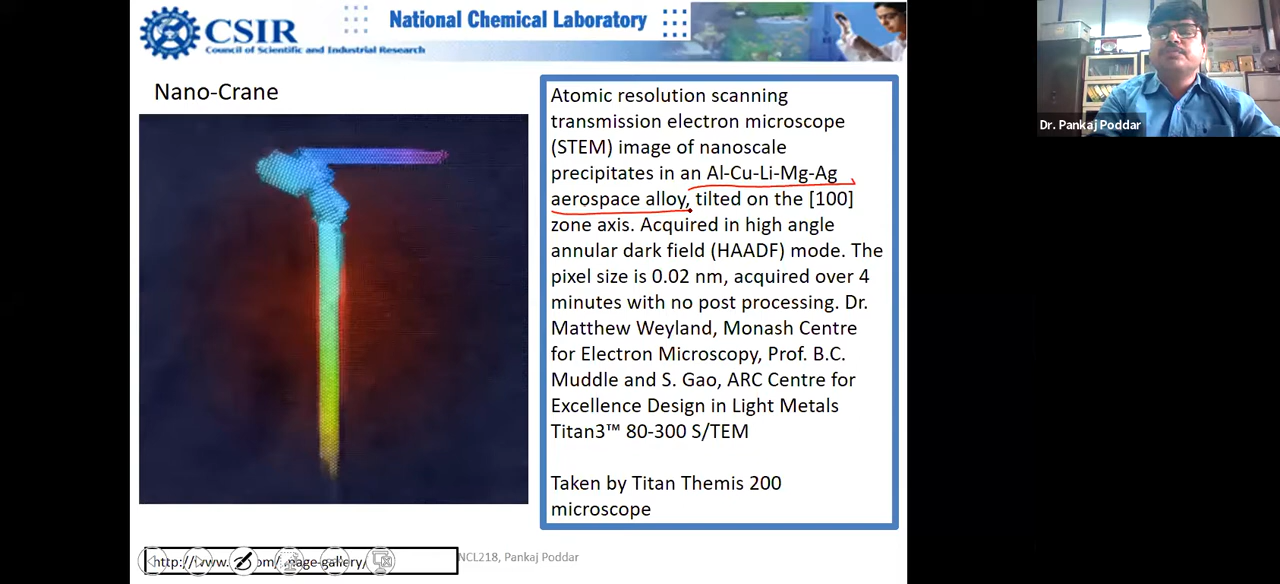 CSIR
Council of Scientific and Industrial Research
National Chemical Laboratory
Nano-Crane
Atomic resolution scanning
transmission electron microscope
(STEM) image of nanoscale
precipitates in an Al-Cu-Li-Mg-Ag
aerospace alloy, tilted on the [100]
zone axis. Acquired in high angle
annular dark field (HAADF) mode. The
pixel size is 0.02 nm, acquired over 4
minutes with no post processing. Dr.
Matthew Weyland, Monash Centre
for Electron Microscopy, Prof. B.C.
Muddle and S. Gao, ARC Centre for
Excellence Design in Light Metals
Titan3™ 80-300 S/TEM
Taken by Titan Themis 200
microscope
NCL218, Pankaj Poddar
Dr. Pankaj Poddar